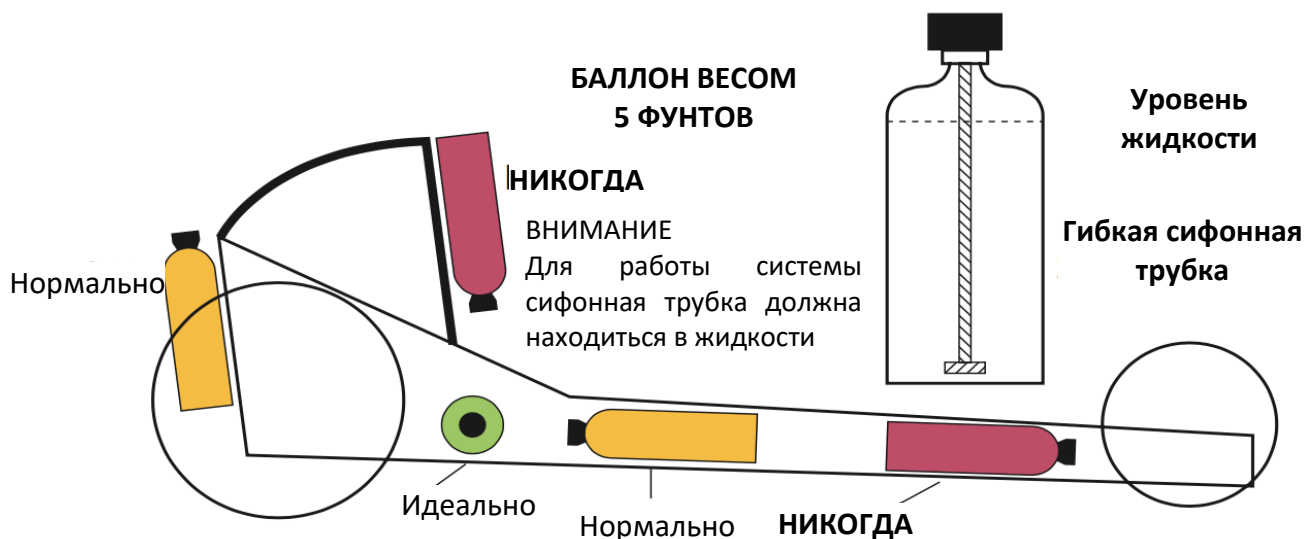 БАЛЛОН ВЕСОМ
5 ФУНТОВ
Уровень
жидкости
НИКОГДА
ВНИМАНИЕ
Для работы системы
сифонная трубка должна
находиться в жидкости
Гибкая сифонная
трубка
Нормально
Идеально
Нормально
НИКОГДА